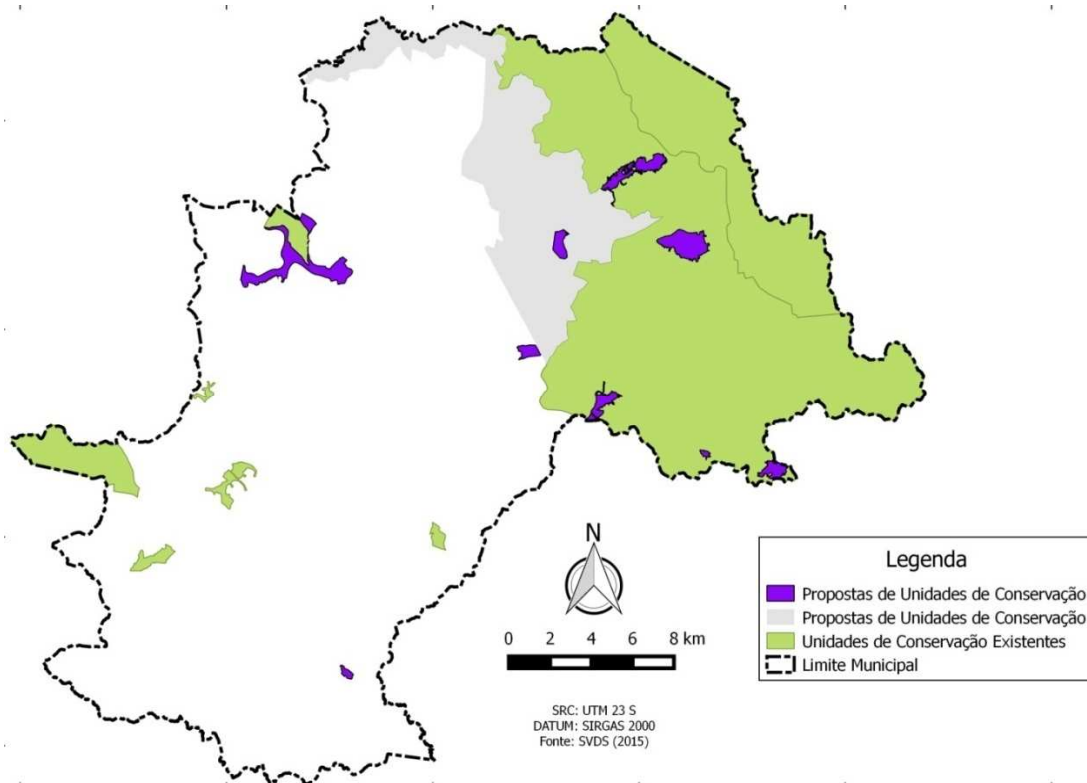 N
0 2 4 6 8 km
SRC: UTM 23 S
DATUM: SIRGAS 2000
Fonte: SVDS (2015)
Legenda
Propostas de Unidades de Conservação
Propostas de Unidades de Conservação
Unidades de Conservação Existentes
Limite Municipal